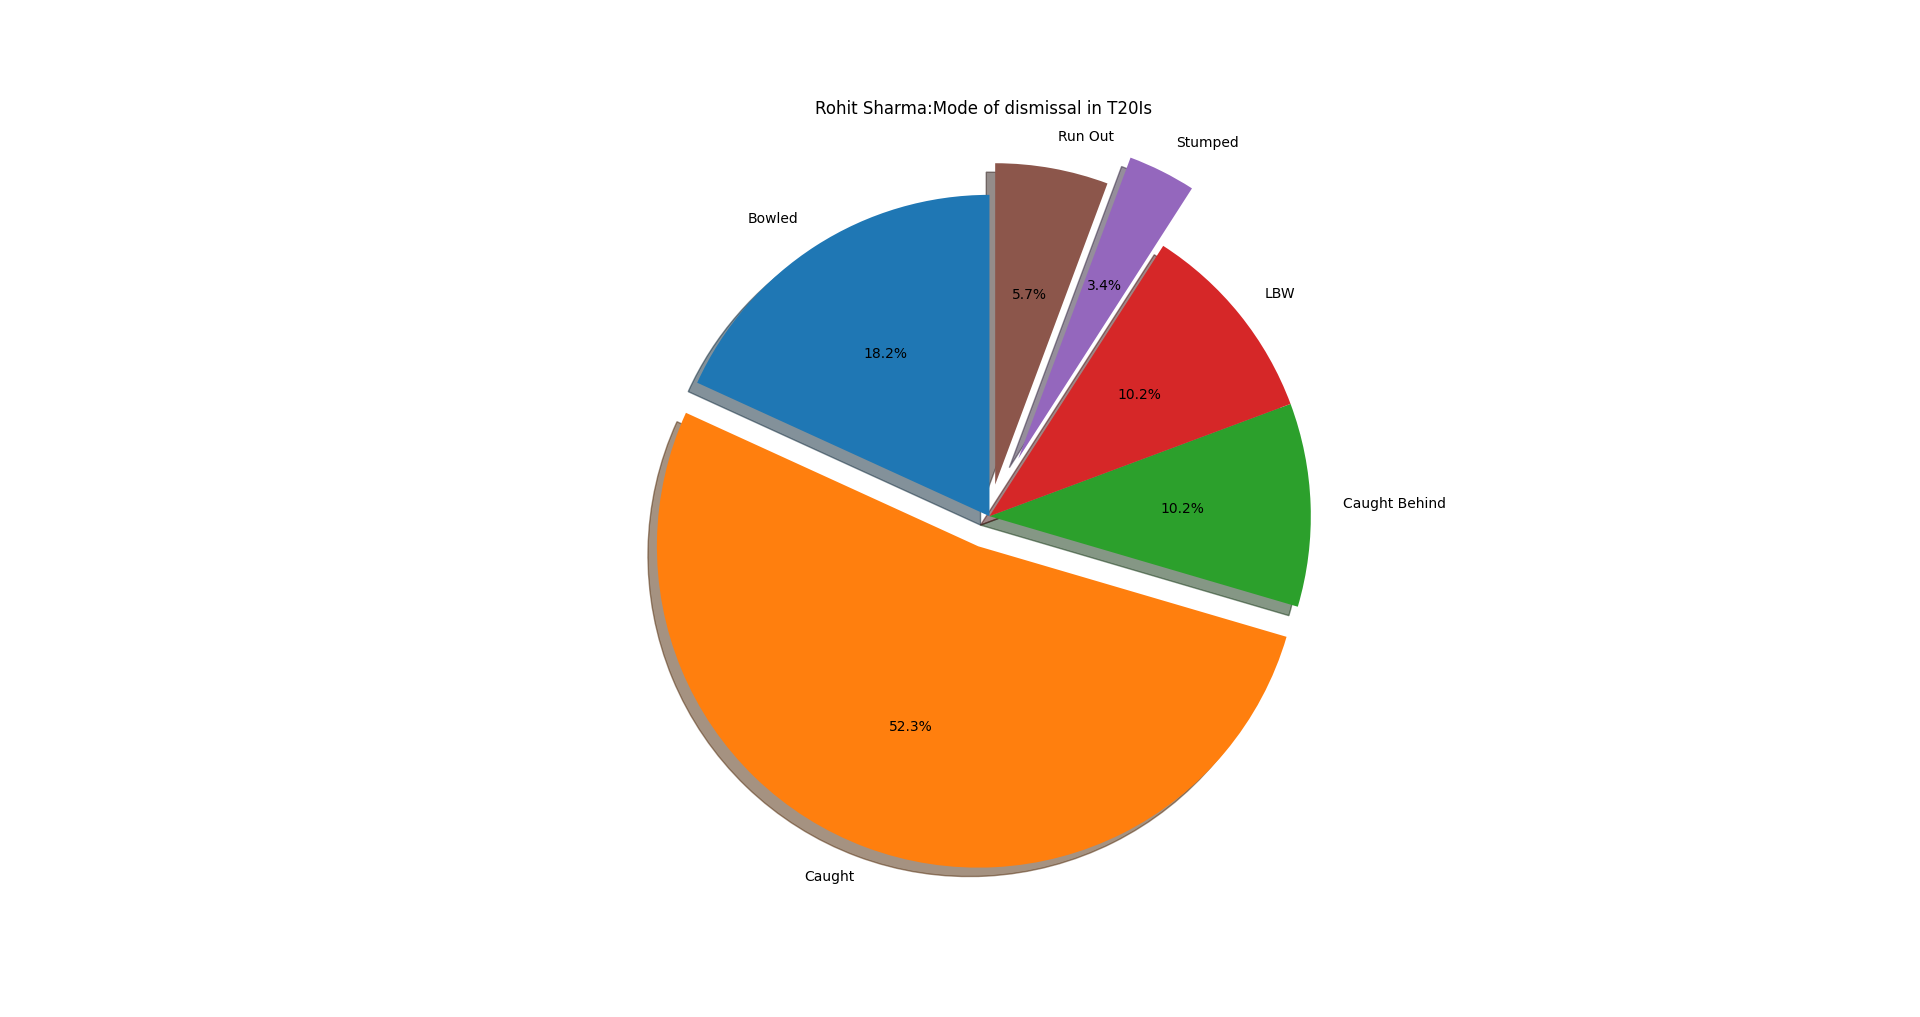 Rohit Sharma:Mode of dismissal in T20Is
Run Out
Stumped
Bowled
LBW
5.7%
3.4%
18.2%
10.2%
Caught Behind
10.2%
52.3%
Caught